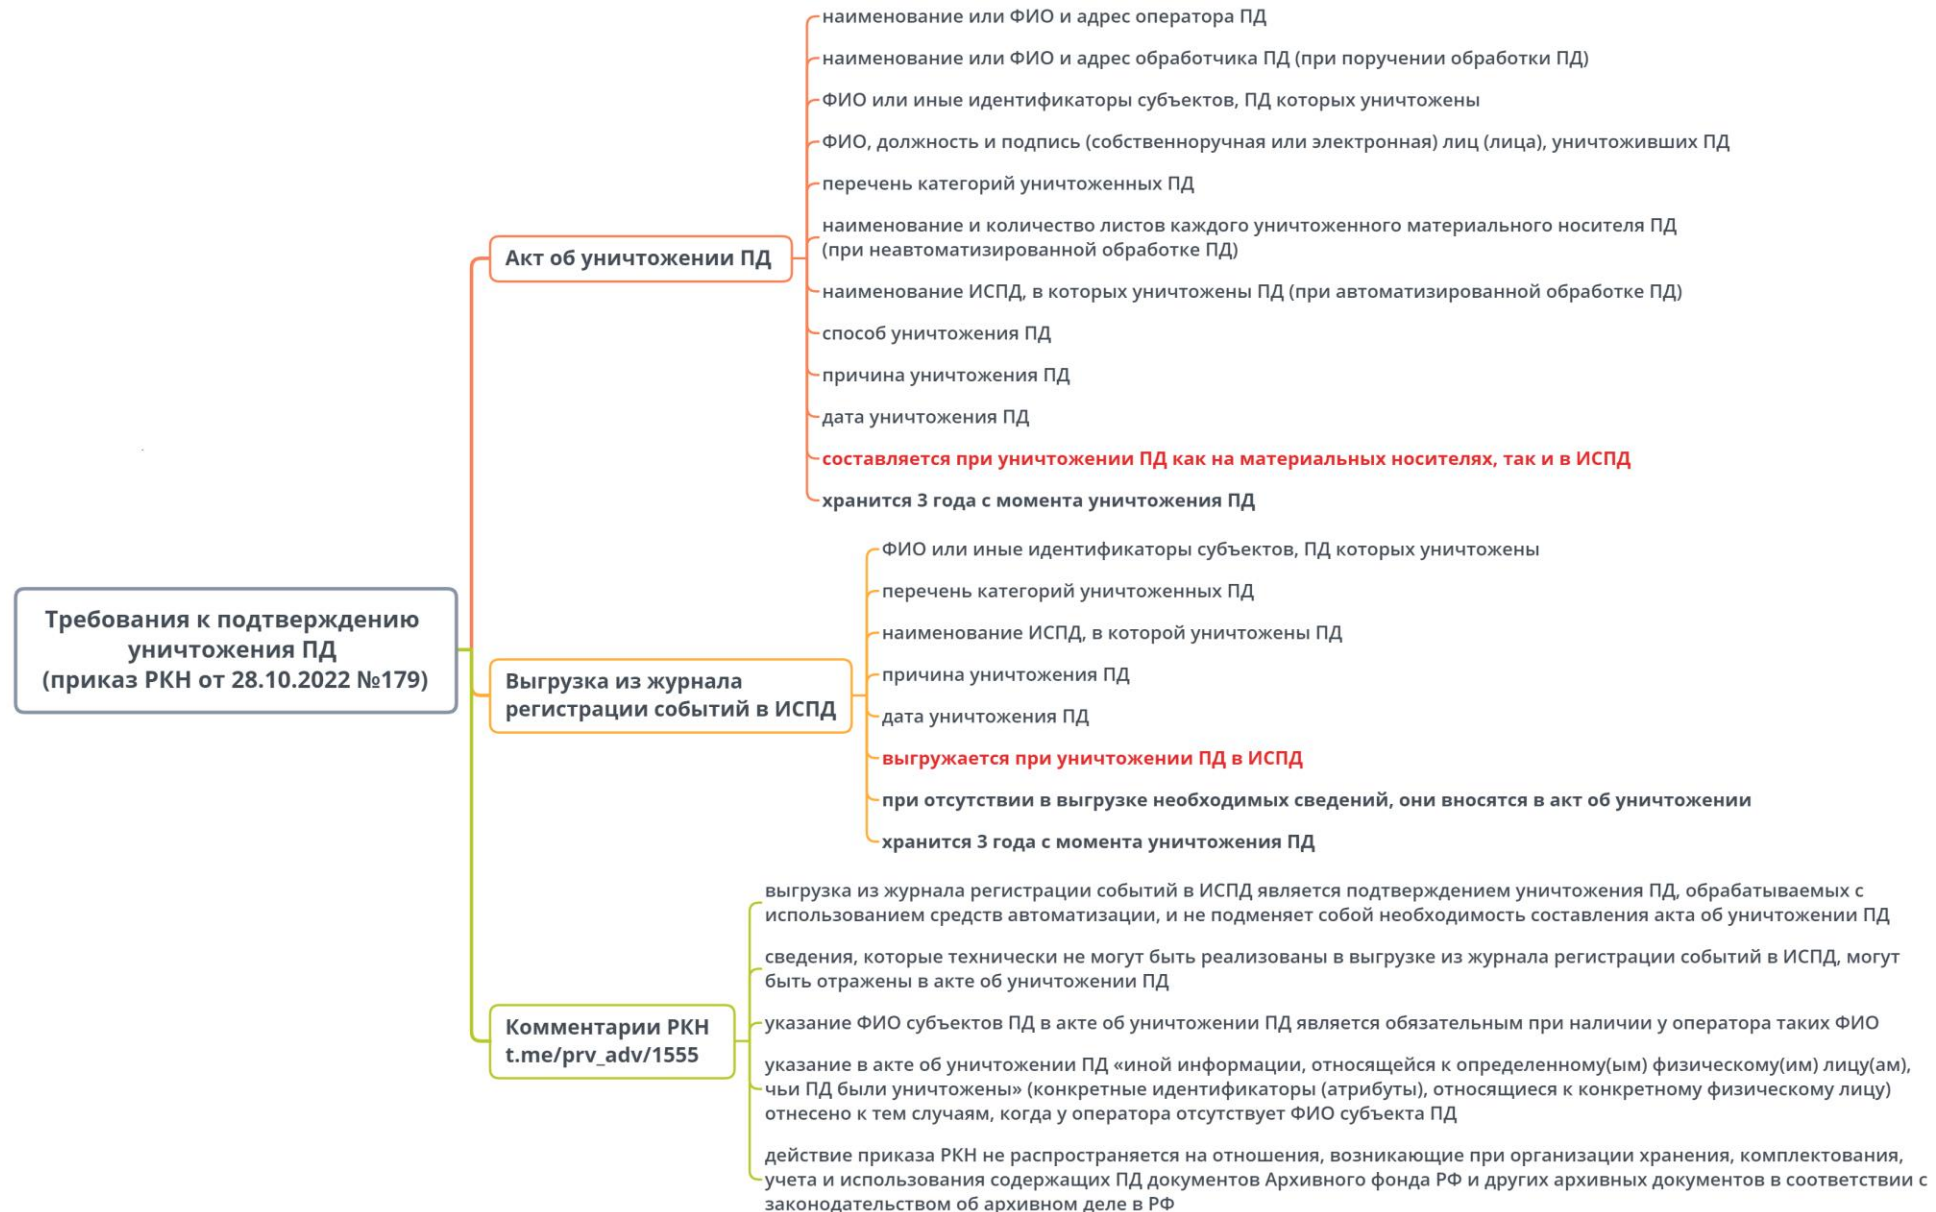 Требования к подтверждению
уничтожения ПД
(приказ РКН от 28.10.2022 №179)
Акт об уничтожении ПД
наименование или ФИО и адрес оператора ПД
наименование или ФИО и адрес обработчика ПД (при поручении обработки ПД)
ФИО или иные идентификаторы субъектов, ПД которых уничтожены
ФИО, должность и подпись (собственноручная или электронная) лиц (лица), уничтоживших ПД
перечень категорий уничтоженных ПД
наименование и количество листов каждого уничтоженного материального носителя ПД
(при неавтоматизированной обработке ПД)
наименование ИСПД, в которых уничтожены ПД (при автоматизированной обработке ПД)
способ уничтожения ПД
причина уничтожения ПД
дата уничтожения ПД
составляется при уничтожении ПД как на материальных носителях, так и в ИСПД
хранится 3 года с момента уничтожения ПД
Выгрузка из журнала
регистрации событий в ИСПД
ФИО или иные идентификаторы субъектов, ПД которых уничтожены
перечень категорий уничтоженных ПД
наименование ИСПД, в которой уничтожены ПД
причина уничтожения ПД
дата уничтожения ПД
выгружается при уничтожении ПД в ИСПД
при отсутствии в выгрузке необходимых сведений, они вносятся в акт об уничтожении
хранится 3 года с момента уничтожения ПД
Комментарии РКН
t.me/prv_adv/1555
выгрузка из журнала регистрации событий в ИСПД является подтверждением уничтожения ПД, обрабатываемых с
использованием средств автоматизации, и не подменяет собой необходимость составления акта об уничтожении ПД
сведения, которые технически не могут быть реализованы в выгрузке из журнала регистрации событий в ИСПД, могут
быть отражены в акте об уничтожении ПД
указание ФИО субъектов ПД в акте об уничтожении ПД является обязательным при наличии у оператора таких ФИО
указание в акте об уничтожении ПД «иной информации, относящейся к определенному(ым) физическому(им) лицу(ам),
чьи ПД были уничтожены» (конкретные идентификаторы (атрибуты), относящиеся к конкретному физическому лицу)
отнесено к тем случаям, когда у оператора отсутствует ФИО субъекта ПД
действие приказа РКН не распространяется на отношения, возникающие при организации хранения, комплектования,
учета и использования содержащих ПД документов Архивного фонда РФ и других архивных документов в соответствии с
законодательством об архивном деле в РФ